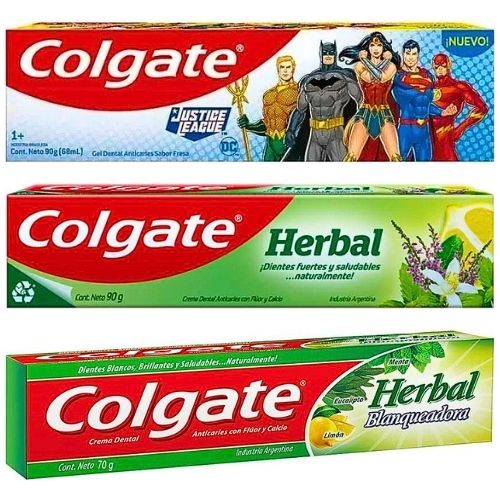 Colgate®
¡NUEVO!
JUSTICE
LEAGUE
1+
INDUSTRIA BRASILEÑA
Cont. Neto 90g (68mL)
Gel Dental Anticaries Sabor Fresa
DC
Colgate®
Herbal
¡Dientes fuertes y saludables
...naturalmente!
Cont. Neto 90 g
Crema Dental Anticaries con Flúor y Calcio
Industria Argentina
Dientes Blancos, Brillantes y Saludables...Naturalmente!
Colgate®
Crema Dental
Anticaries con Flúor y Calcio
Cont. Neto 70 g
Industria Argentina
Menta
Eucalipto
Limón
Herbal
Blanqueadora